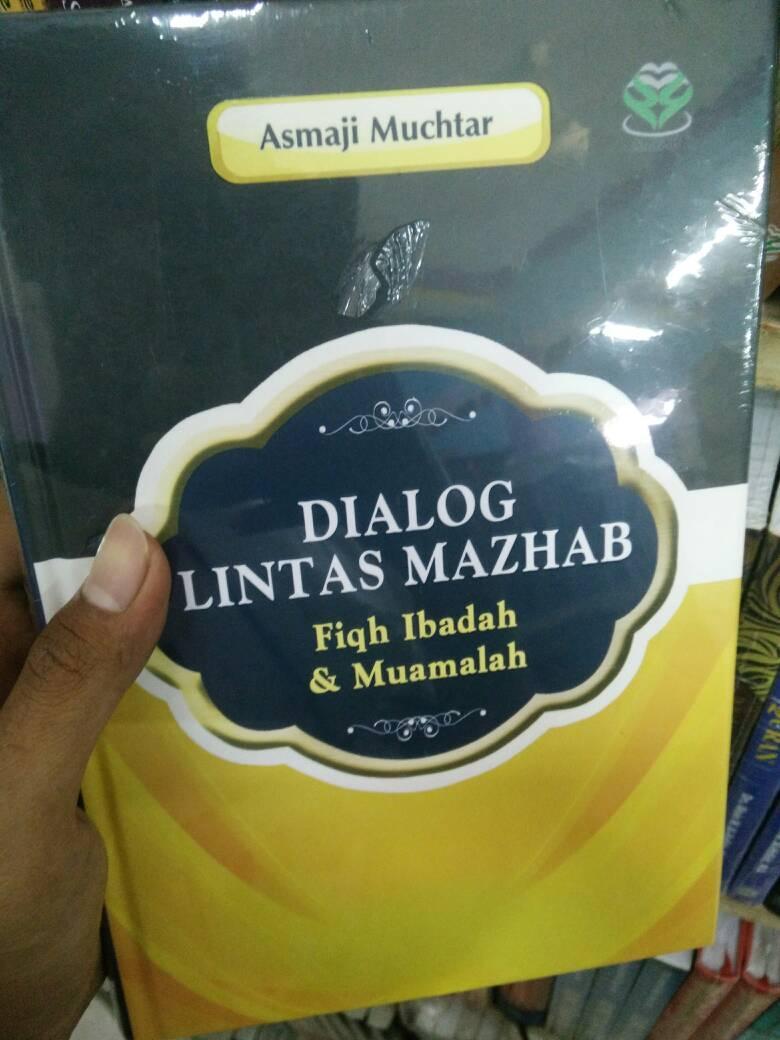 Asmaji Muchtar
DIALOG
LINTAS MAZHAB
Fiqh Ibadah
& Muamalah